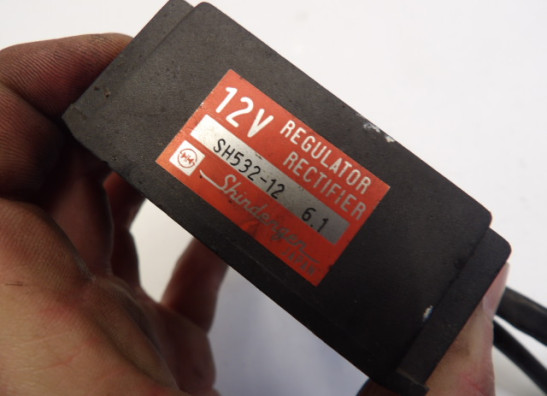 12V REGULATOR
RECTIFIER
SH532-12 6.1
Shindengen